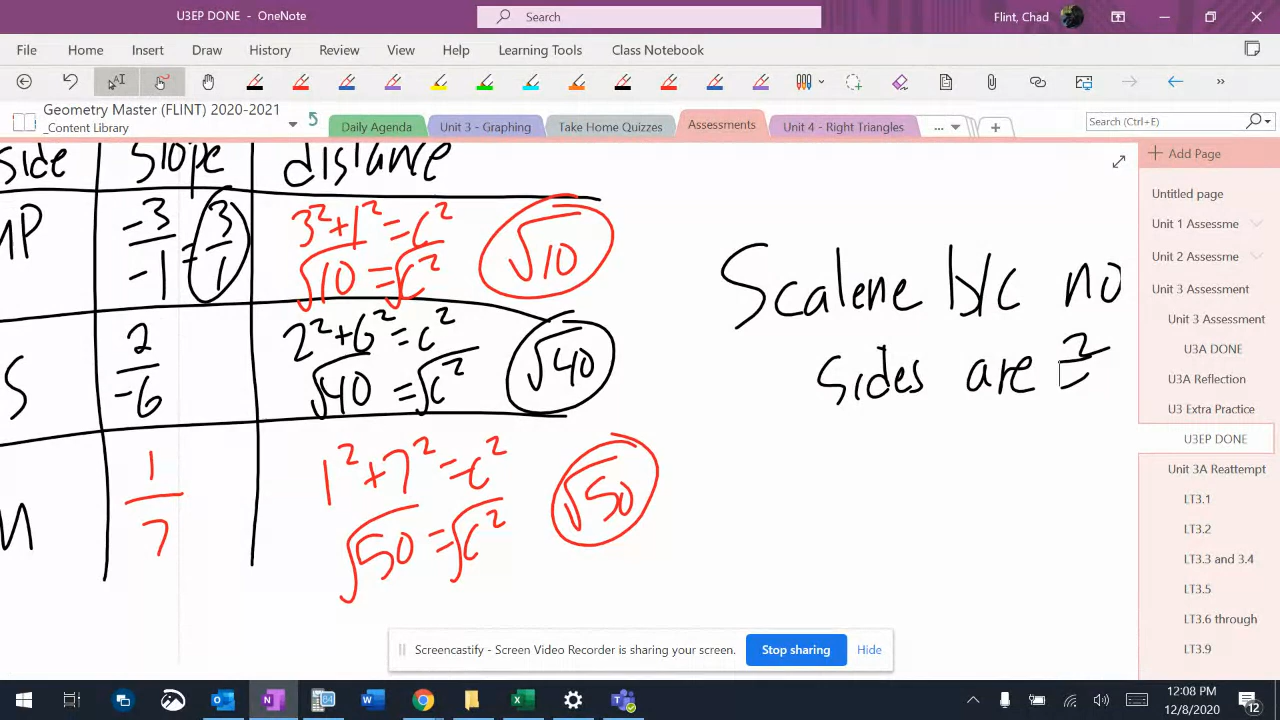 U3EP DONE - OneNote
Search
Flint, Chad
File Home Insert History Draw Review View Help Learning Tools Class Notebook
Geometry Master (FLINT) 2020-2021
_Content Library
Daily Agenda
Unit 3 - Graphing
Take Home Quizzes
Assessments
Unit 4 - Right Triangles
...
+
Search (Ctrl+E)
+ Add Page
Untitled page
Unit 1 Assessme
Unit 2 Assessme
Unit 3 Assessment
Unit 3 Assessment
U3A DONE
U3A Reflection
U3 Extra Practice
U3EP DONE
Unit 3A Reattempt
LT3.1
LT3.2
LT3.3 and 3.4
LT3.5
LT3.6 through
LT3.9
side slope distance
MP -3/-1 = 3/1 3²+1²=c² √10
√10=√c²
S 2/-6 2²+6²=c² √40
√40=√c²
1/7 1²+7²=c² √50
√50=√c²
Scalene b/c no
sides are
Screencastify - Screen Video Recorder is sharing your screen.
Stop sharing
Hide
12:08 PM
12/8/2020
12